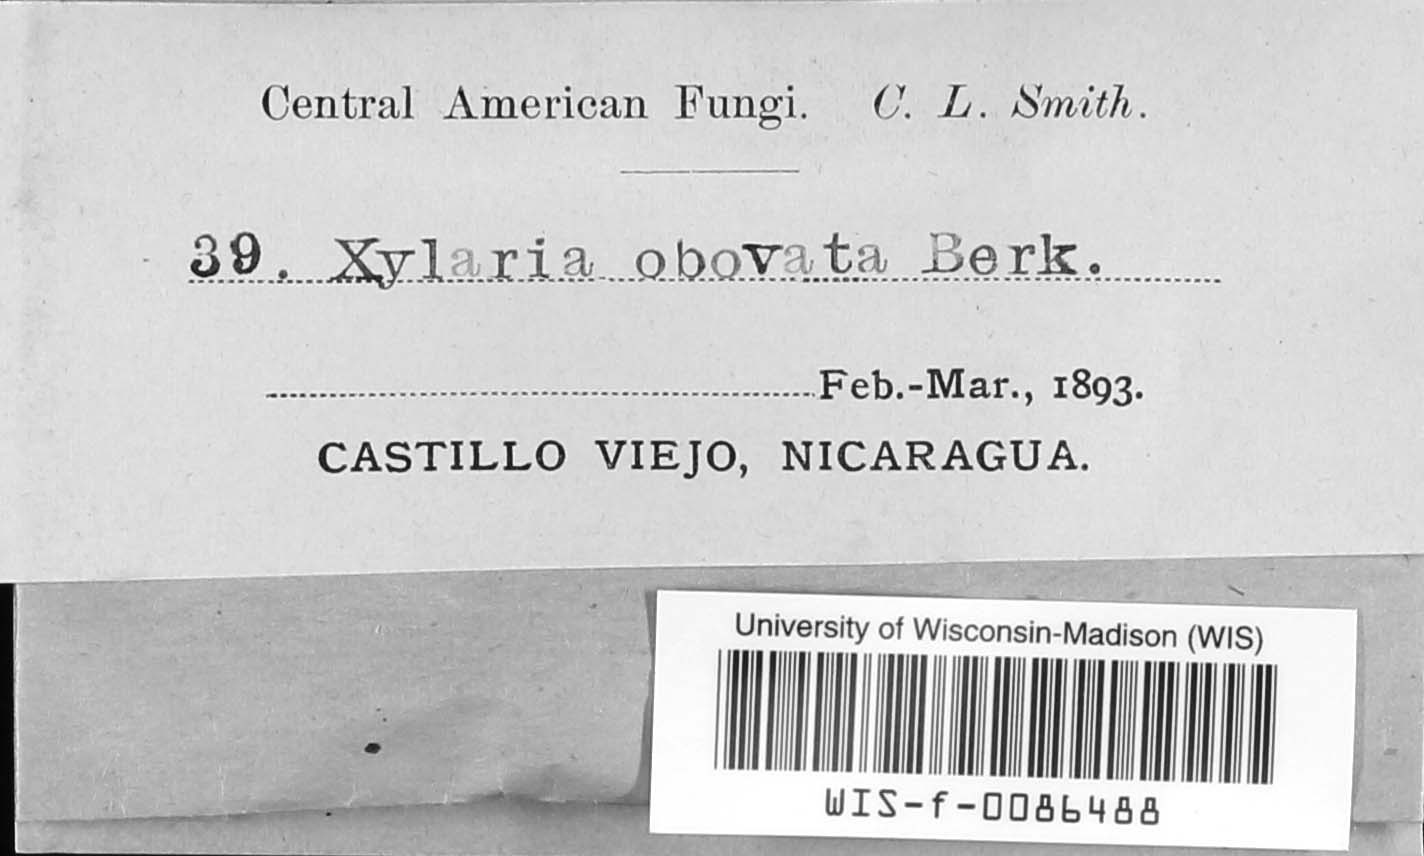 Central American Fungi. C. L. Smith.
39. Xylaria obovata Berk.
Feb.-Mar., 1893.
CASTILLO VIEJO, NICARAGUA.
University of Wisconsin-Madison (WIS)
WIS-f-0086488